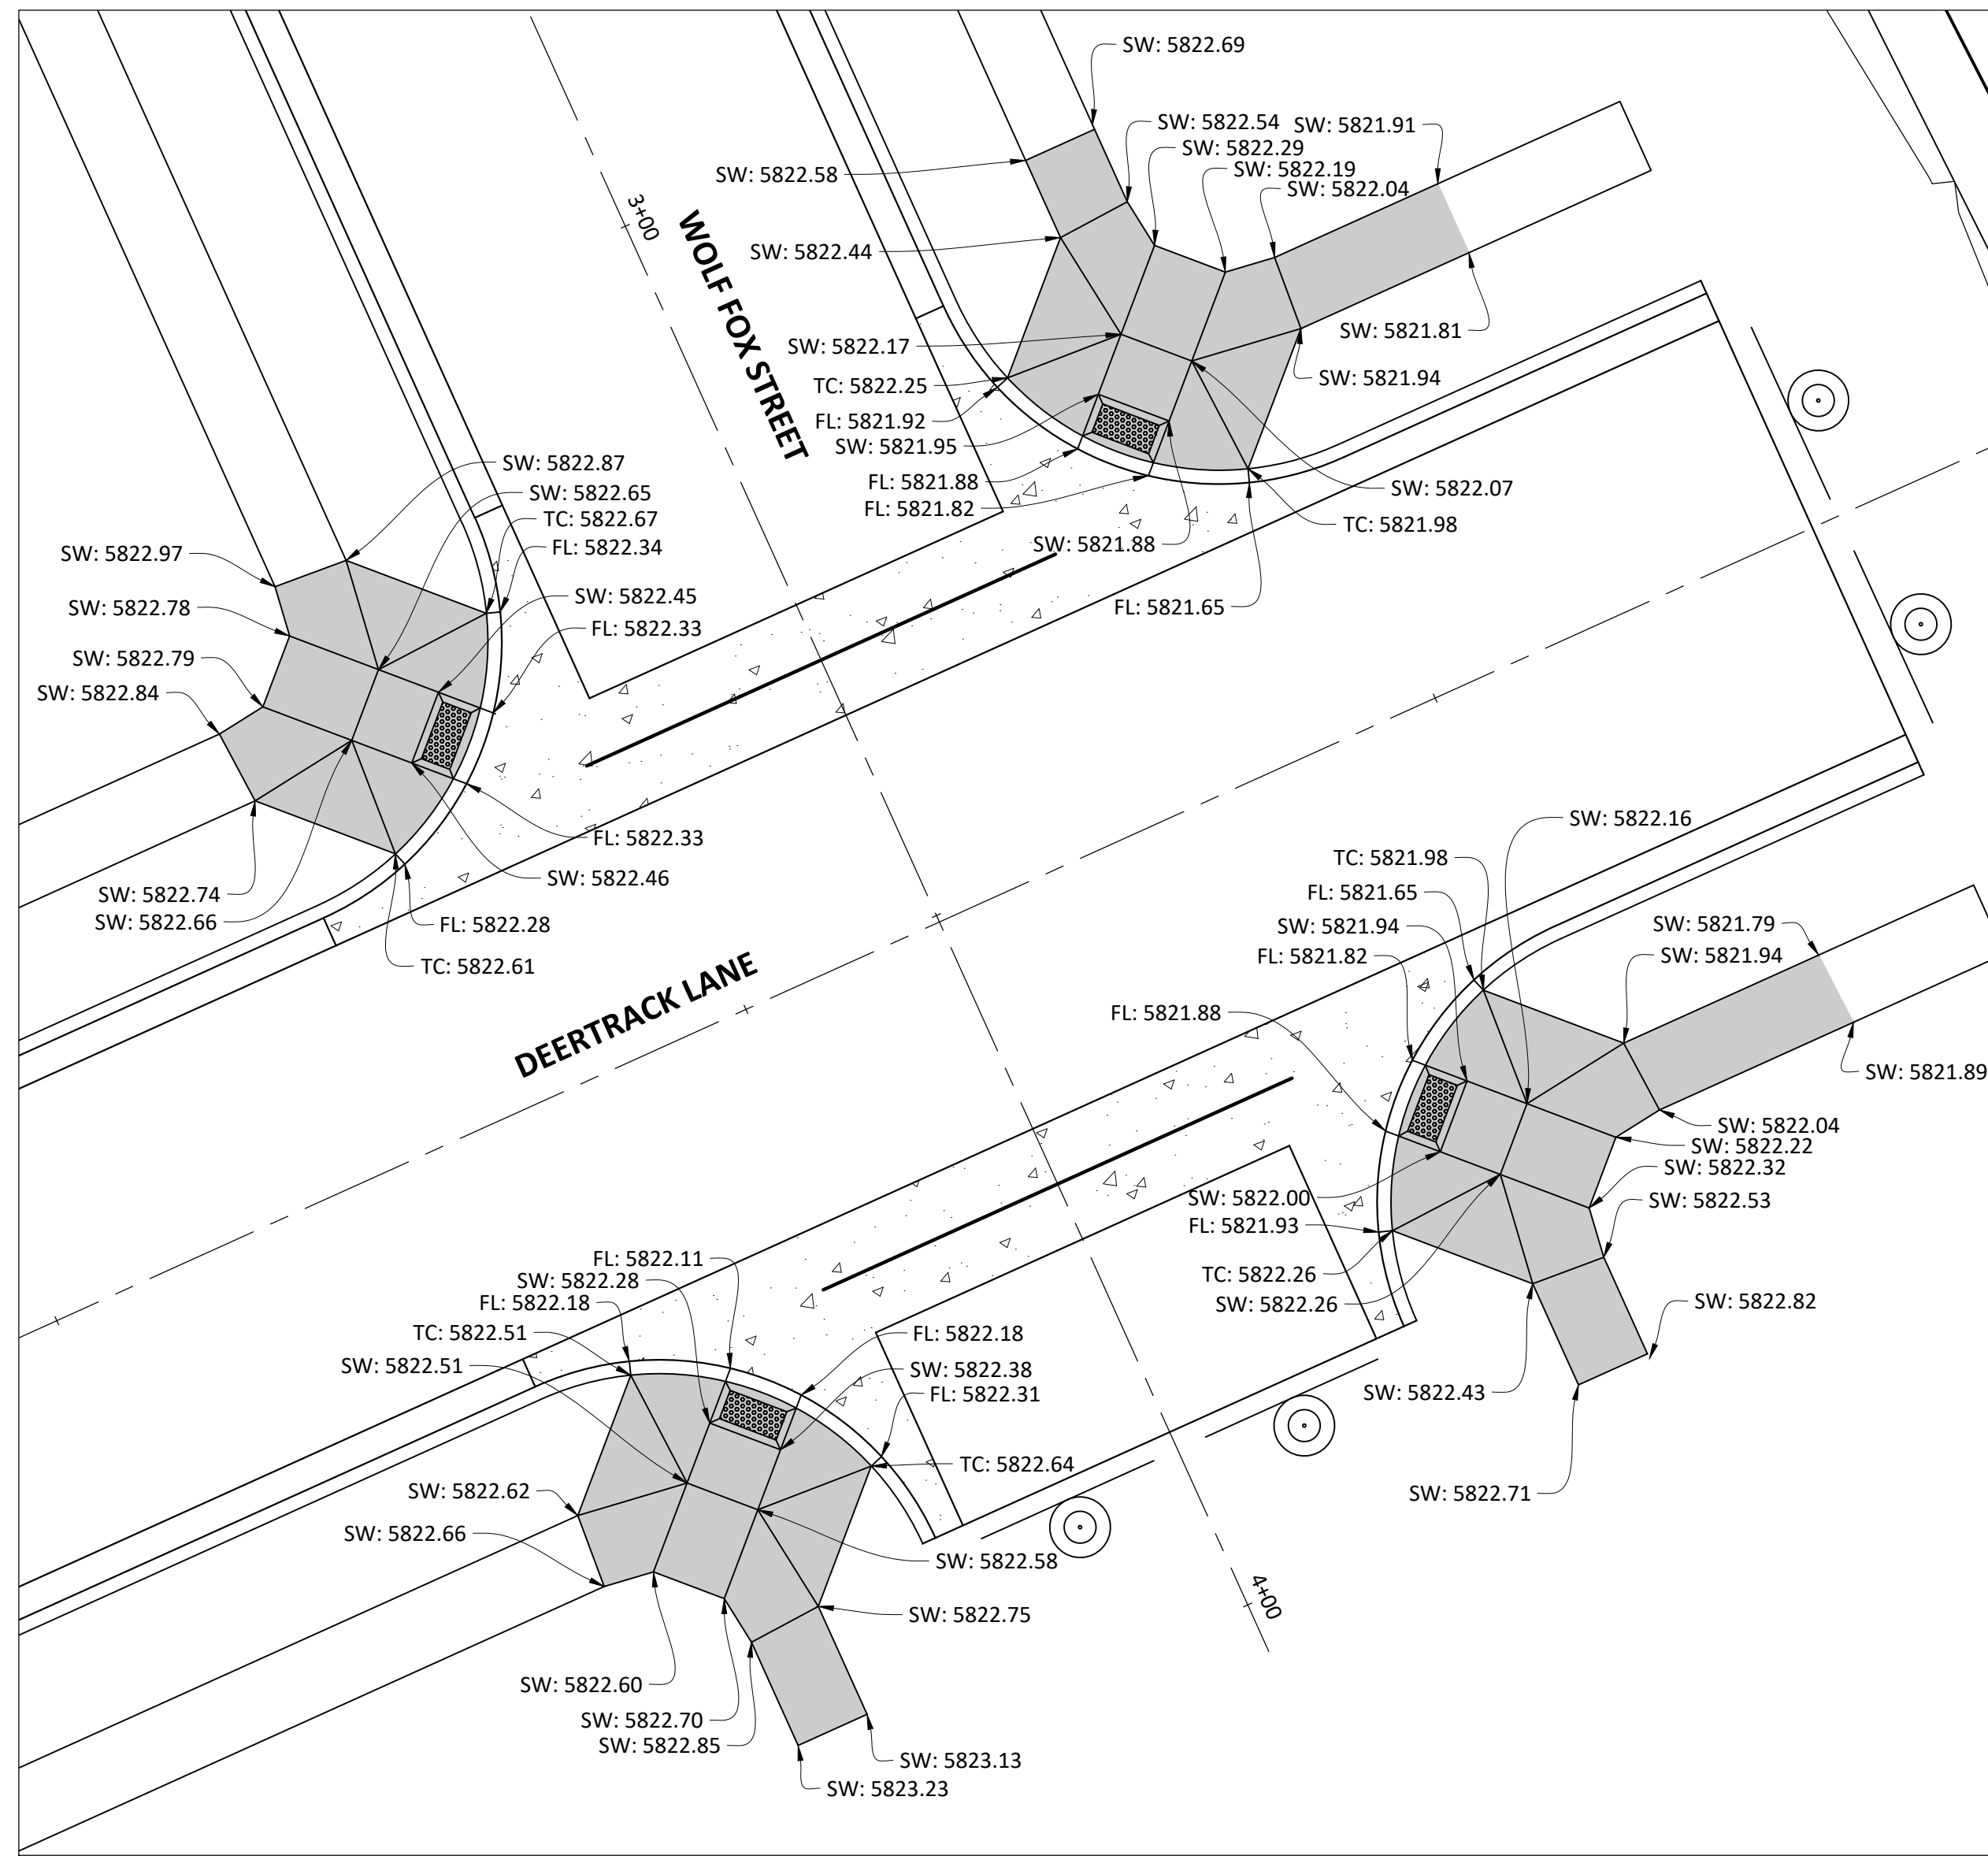 SW: 5822.69
SW: 5822.54
SW: 5821.91
SW: 5822.29
SW: 5822.19
SW: 5822.58
SW: 5822.04
3+00
WOLF FOX STREET
SW: 5822.44
SW: 5821.81
SW: 5822.17
SW: 5821.94
TC: 5822.25
FL: 5821.92
SW: 5821.95
FL: 5821.88
SW: 5822.07
FL: 5821.82
TC: 5821.98
SW: 5821.88
FL: 5821.65
SW: 5822.87
SW: 5822.65
TC: 5822.67
FL: 5822.34
SW: 5822.97
SW: 5822.45
SW: 5822.78
FL: 5822.33
SW: 5822.79
SW: 5822.84
FL: 5822.33
SW: 5822.46
SW: 5822.74
SW: 5822.66
FL: 5822.28
TC: 5822.61
DEERTRACK LANE
SW: 5822.16
TC: 5821.98
FL: 5821.65
SW: 5821.94
FL: 5821.82
SW: 5821.79
SW: 5821.94
FL: 5821.88
SW: 5821.89
SW: 5822.04
SW: 5822.22
SW: 5822.32
SW: 5822.00
SW: 5822.53
FL: 5821.93
TC: 5822.26
SW: 5822.26
SW: 5822.82
SW: 5822.43
SW: 5822.71
FL: 5822.11
SW: 5822.28
FL: 5822.18
TC: 5822.51
SW: 5822.51
FL: 5822.18
SW: 5822.38
FL: 5822.31
TC: 5822.64
SW: 5822.62
SW: 5822.66
SW: 5822.58
4+00
SW: 5822.75
SW: 5822.60
SW: 5822.70
SW: 5822.85
SW: 5823.13
SW: 5823.23